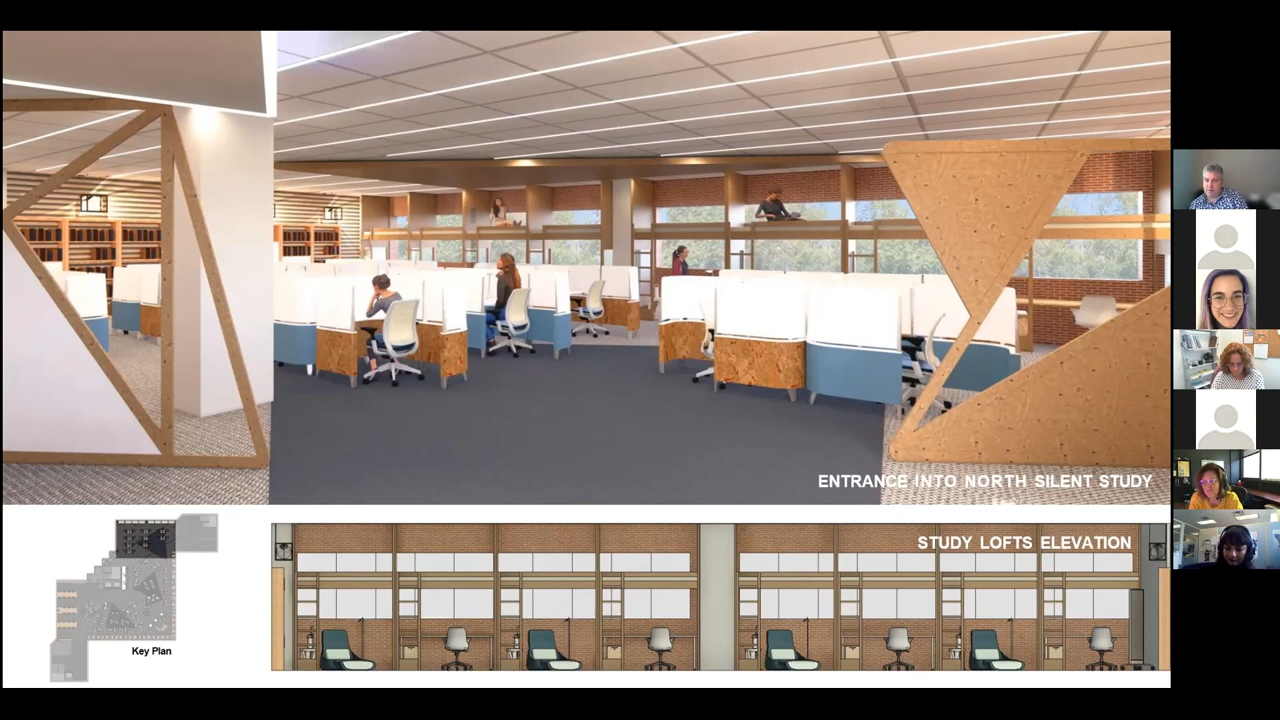 ENTRANCE INTO NORTH SILENT STUDY
STUDY LOFTS ELEVATION
Key Plan